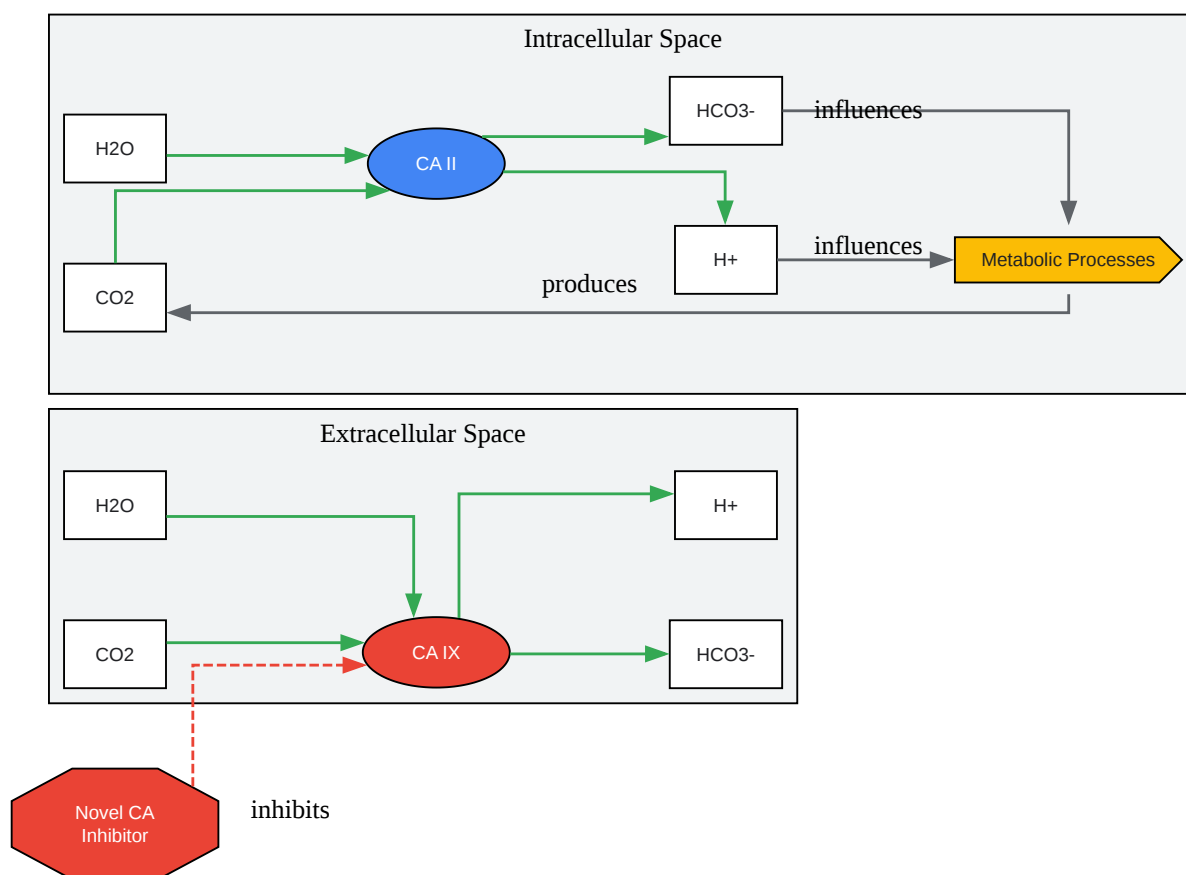 Intracellular Space
HCO3-
influences
H2O
CA II
H+
influences
Metabolic Processes
produces
CO2
Extracellular Space
H2O
H+
CO2
CA IX
HCO3-
Novel CA
Inhibitor
inhibits